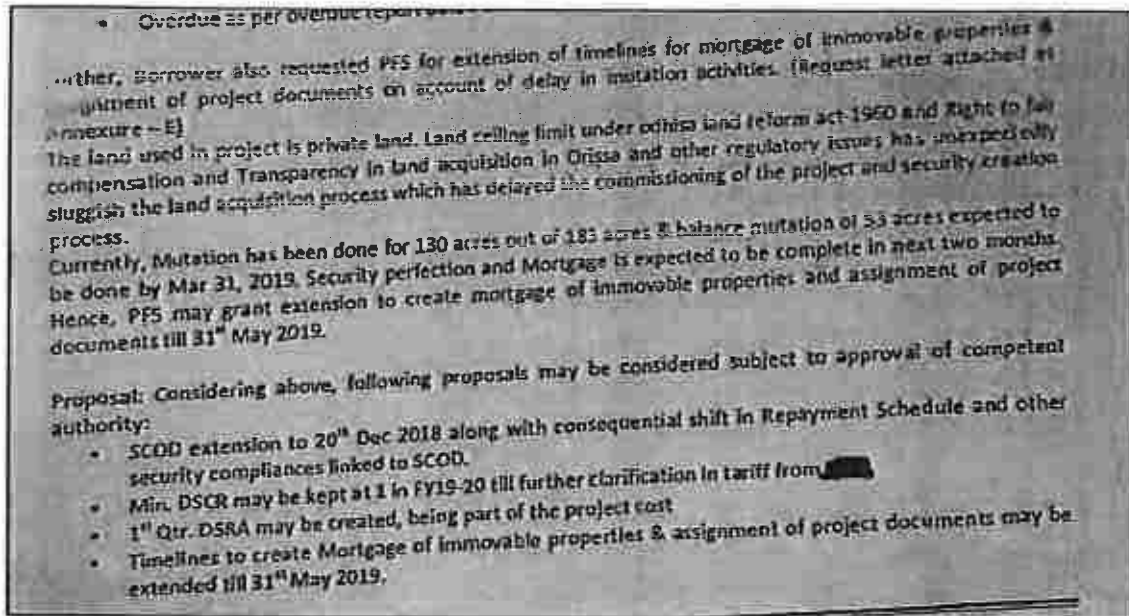 • Overdue as per overdue report
Borrower also requested PFS for extension of timelines for mortgage of immovable properties &
of project documents on account of delay in mutation activities. (Request letter attached as
Annexure – E)
The land used in project is private land. Land ceiling limit under odhisa land reform act-1960 and Right to fair
compensation and Transparency in land acquisition in Orissa and other regulatory issues has unexpectedly
sluggish the land acquisition process which has delayed the commissioning of the project and security creation
process.
Currently, Mutation has been done for 130 acres out of 183 acres & balance mutation of 53 acres expected to
be done by Mar 31, 2019. Security perfection and Mortgage is expected to be complete in next two months.
Hence, PFS may grant extension to create mortgage of immovable properties and assignment of project
documents till 31st May 2019.
Proposal: Considering above, following proposals may be considered subject to approval of competent
authority:
• SCOD extension to 20th Dec 2018 along with consequential shift in Repayment Schedule and other
security compliances linked to SCOD.
• Min. DSCR may be kept at 1 in FY19-20 till further clarification in tariff from
• 1st Qtr. DSRA may be created, being part of the project cost
• Timelines to create Mortgage of immovable properties & assignment of project documents may be
extended till 31st May 2019.